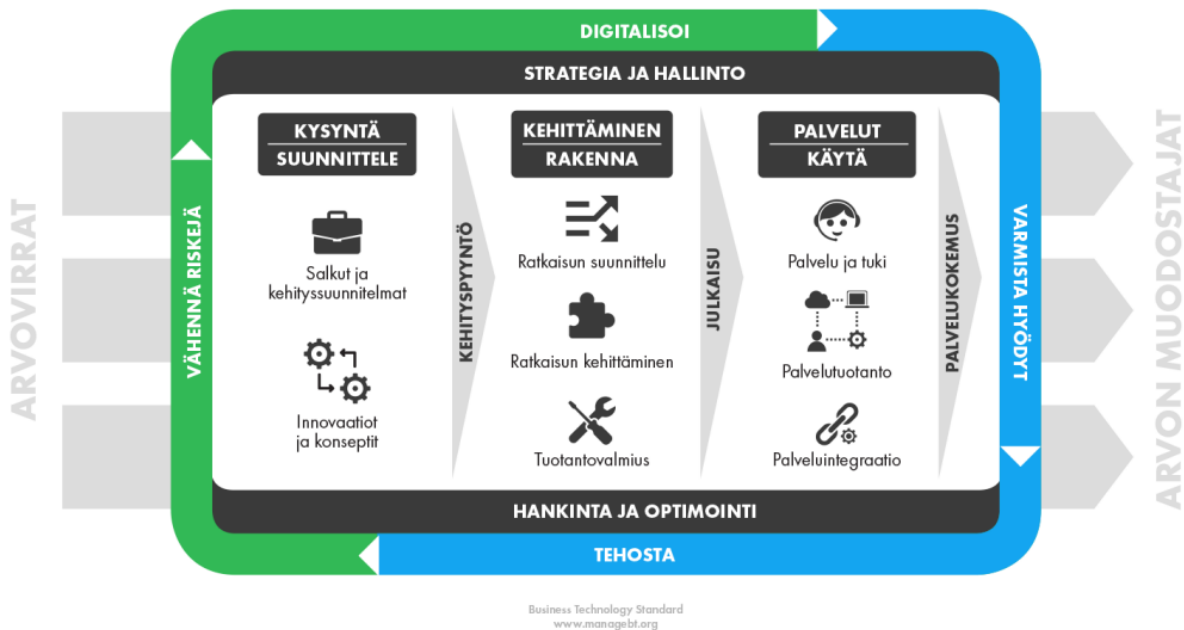 DIGITALISOI
STRATEGIA JA HALLINTO
ARVOVIRRAT
VÄHENNÄ RISKEJÄ
KYSYNTÄ
SUUNNITTELE
Salkut ja
kehityssuunnitelmat
Innovaatiot
ja konseptit
KEHITYSPYYNTÖ
KEHITTÄMINEN
RAKENNA
Ratkaisun suunnittelu
Ratkaisun kehittäminen
Tuotantovalmius
JULKAISU
PALVELUT
KÄYTÄ
Palvelu ja tuki
Palvelutuotanto
Palveluintegraatio
PALVELUKOKEMUS
VARMISTA HYÖDYT
ARVON MUODOSTAJAT
HANKINTA JA OPTIMOINTI
TEHOSTA
Business Technology Standard
www.managebt.org